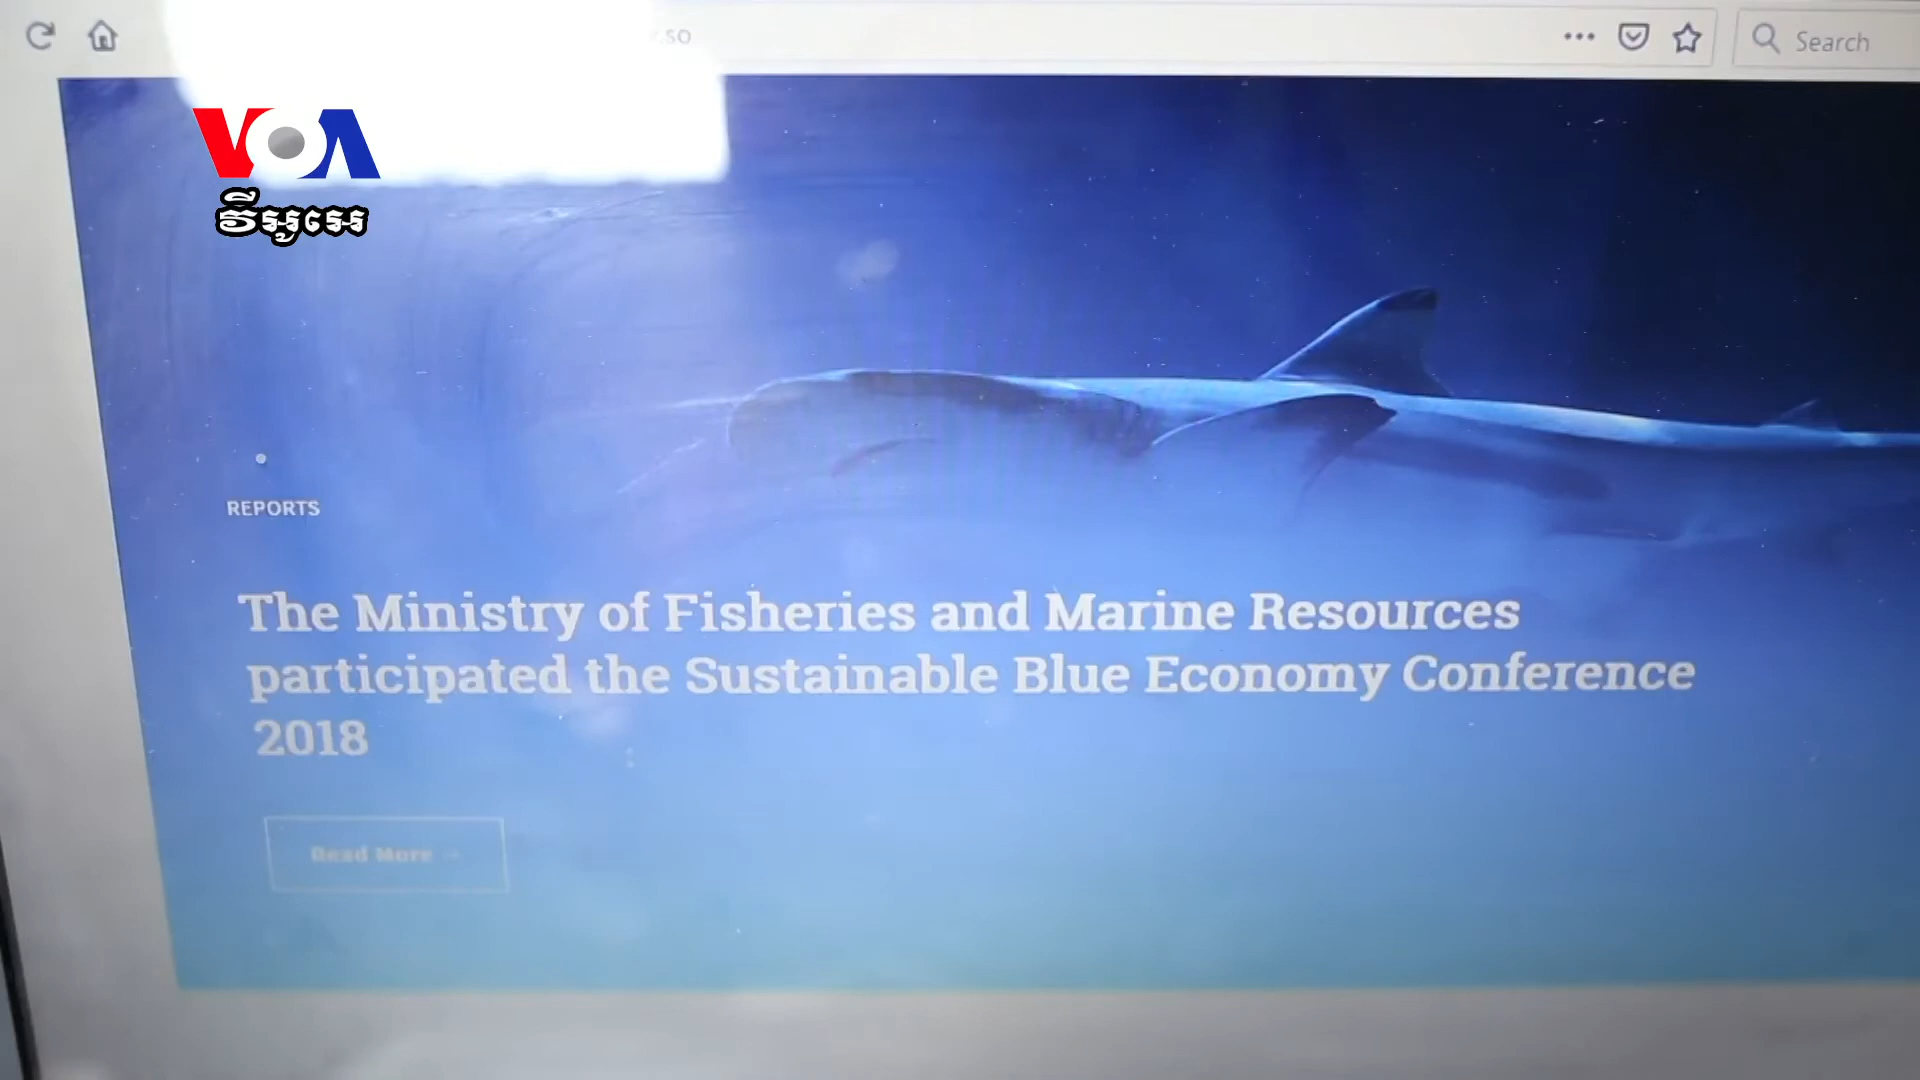 .so
Search
VOA
វីអូអេ
REPORTS
The Ministry of Fisheries and Marine Resources
participated the Sustainable Blue Economy Conference
2018
Read More →